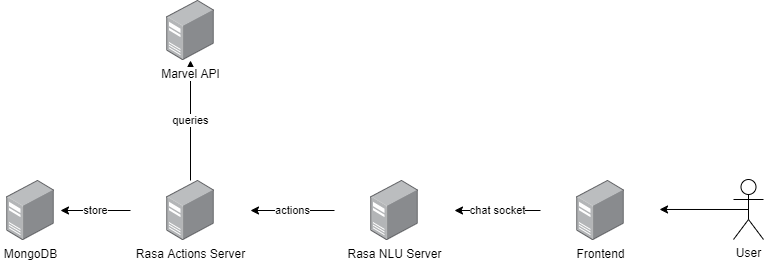 Marvel API
queries
store
actions
chat socket
MongoDB
Rasa Actions Server
Rasa NLU Server
Frontend
User